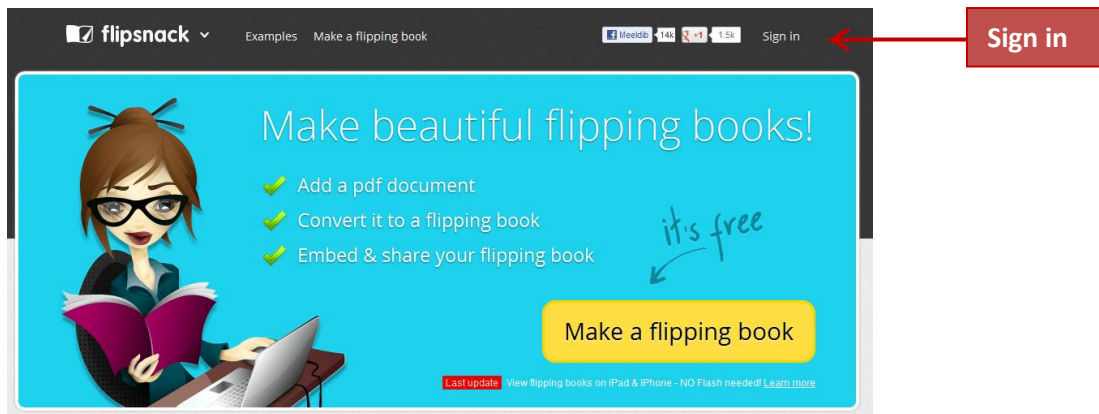 flipsnack Examples Make a flipping book Meeldib 14k +1 1.5k Sign in
Sign in
Make beautiful flipping books!
Add a pdf document
Convert it to a flipping book
Embed & share your flipping book
it's free
Make a flipping book
Last update View flipping books on iPad & iPhone - NO Flash needed! Learn more